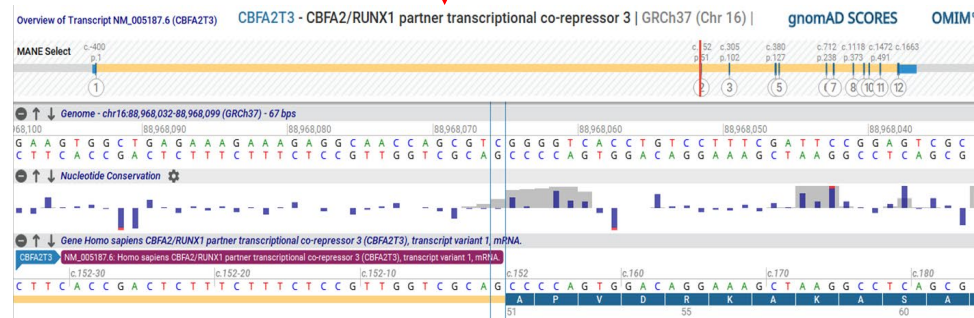 Overview of Transcript NM_005187.6 (CBFA2T3) CBFA2T3 - CBFA2/RUNX1 partner transcriptional co-repressor 3 | GRCh37 (Chr 16) | gnomAD SCORES OMIM
MANE Select
c.-400 c.152 c.305 c.380 c.712 c.1118 c.1472 c.1663
p.1 p.51 p.102 p.127 p.238 p.373 p.491
1 2 3 5 7 8 10 11 12
Genome - chr16:88,968,032-88,968,099 (GRCh37) - 67 bps
968,100 88,968,090 88,968,080 88,968,070 88,968,060 88,968,050 88,968,040
G A A G T G G C T G A G A A A G A A A G A G G C A A C C A G C G T C G G G G T C A C C T G T C C T T T C G A T T C C G G A G T C G C
C T T C A C C G A C T C T T T C T T T C T C C G T T G G T C G C A G C C C C A G T G G A C A G G A A A G C T A A G G C C T C A G C G
Nucleotide Conservation
Gene Homo sapiens CBFA2/RUNX1 partner transcriptional co-repressor 3 (CBFA2T3), transcript variant 1, mRNA.
CBFA2T3 NM_005187.6: Homo sapiens CBFA2/RUNX1 partner transcriptional co-repressor 3 (CBFA2T3), transcript variant 1, mRNA.
c.152-30 c.152-20 c.152-10 c.152 c.160 c.170 c.180
C T T C A C C G A C T C T T T C T T T C T C C G T T G G T C G C A G C C C C A G T G G A C A G G A A A G C T A A G G C C T C A G C G
A P V D R K A K A S A
51 55 60